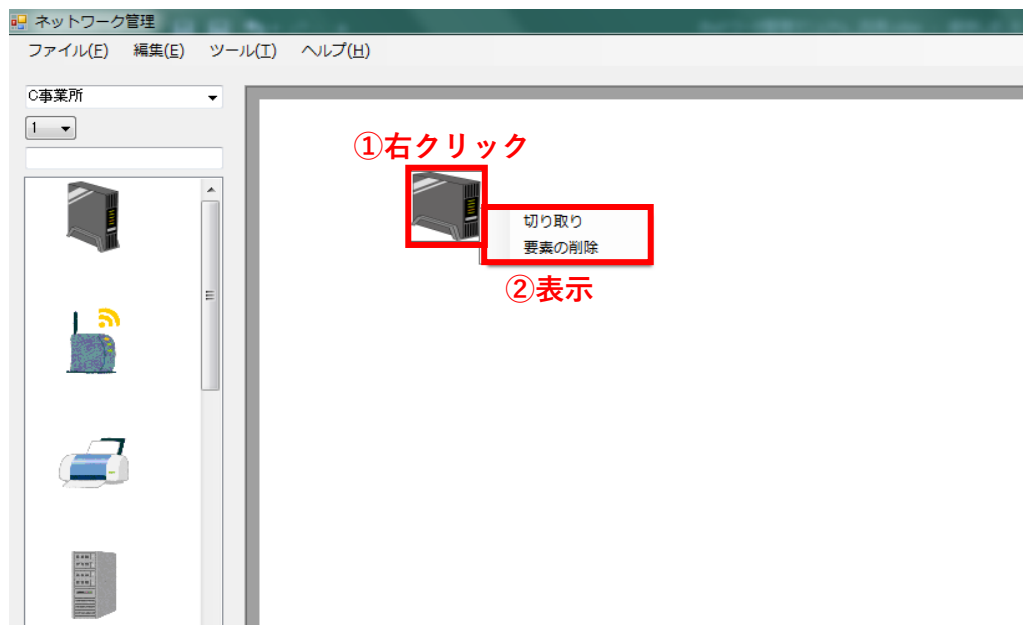 ネットワーク管理
ファイル(F) 編集(E) ツール(T) ヘルプ(H)
C事業所
1
①右クリック
切り取り
要素の削除
②表示